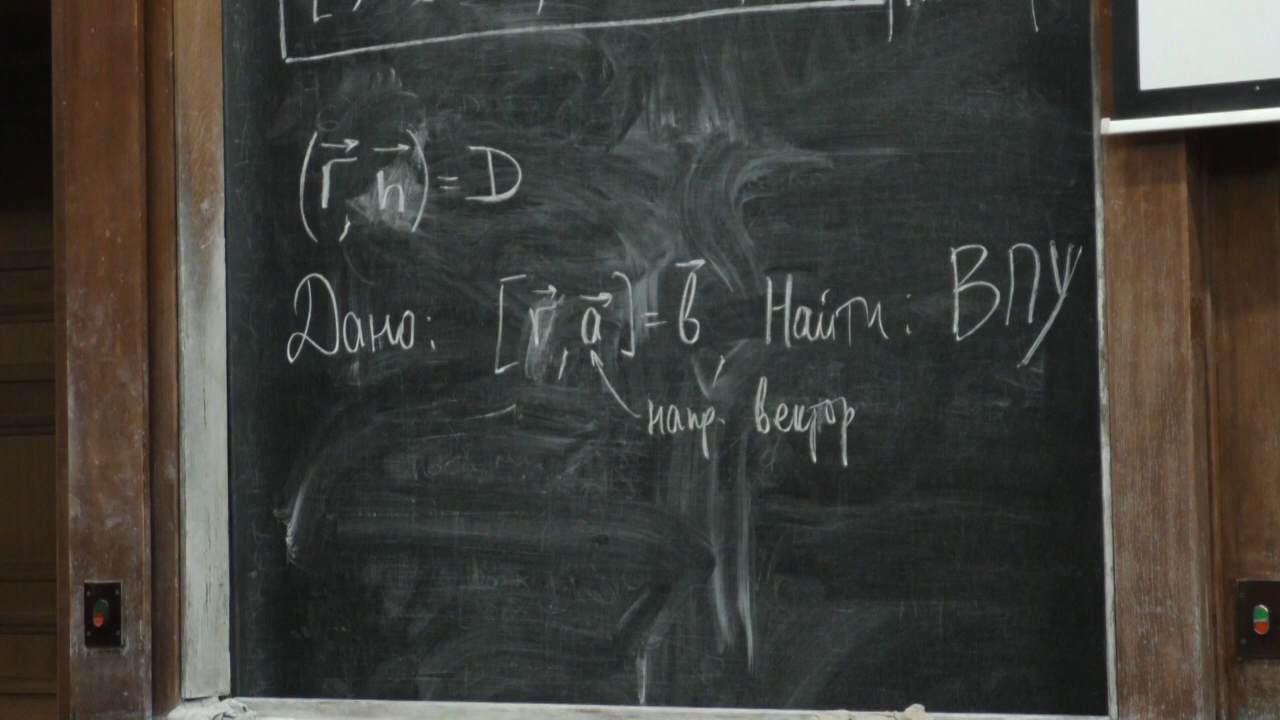 (r⃗, n⃗) = D
Дано: [r⃗, a⃗] = b⃗, Найти: ВПУ
напр. вектор